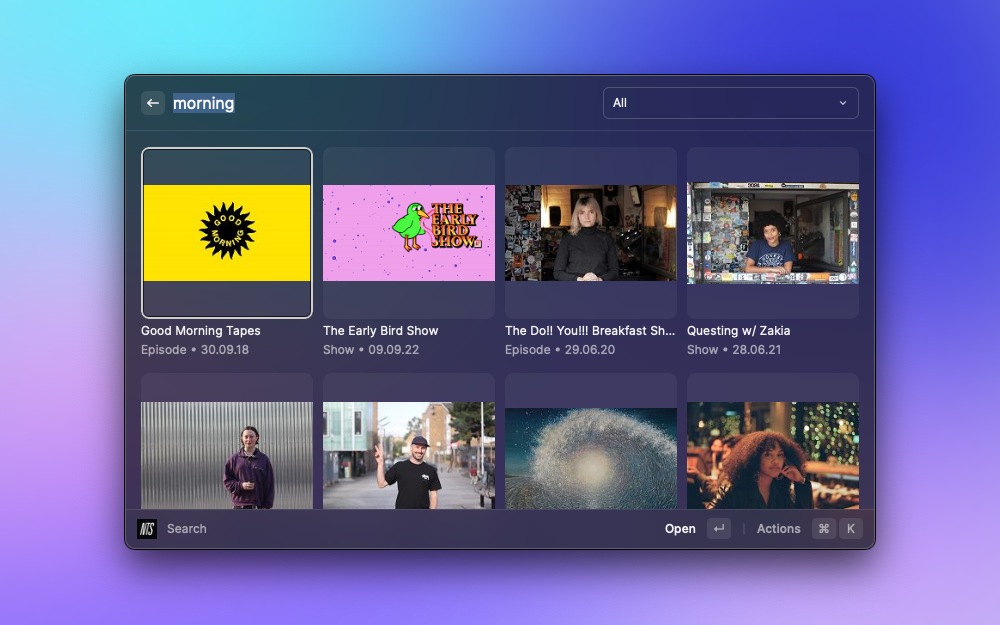 morning
All
GOOD
MORNING
THE
EARLY
BIRD
SHOW
Good Morning Tapes
The Early Bird Show
The Do!! You!!! Breakfast Sh...
Questing w/ Zakia
Episode • 30.09.18
Show • 09.09.22
Episode • 29.06.20
Show • 28.06.21
NTS
Search
Open
Actions
⌘
K